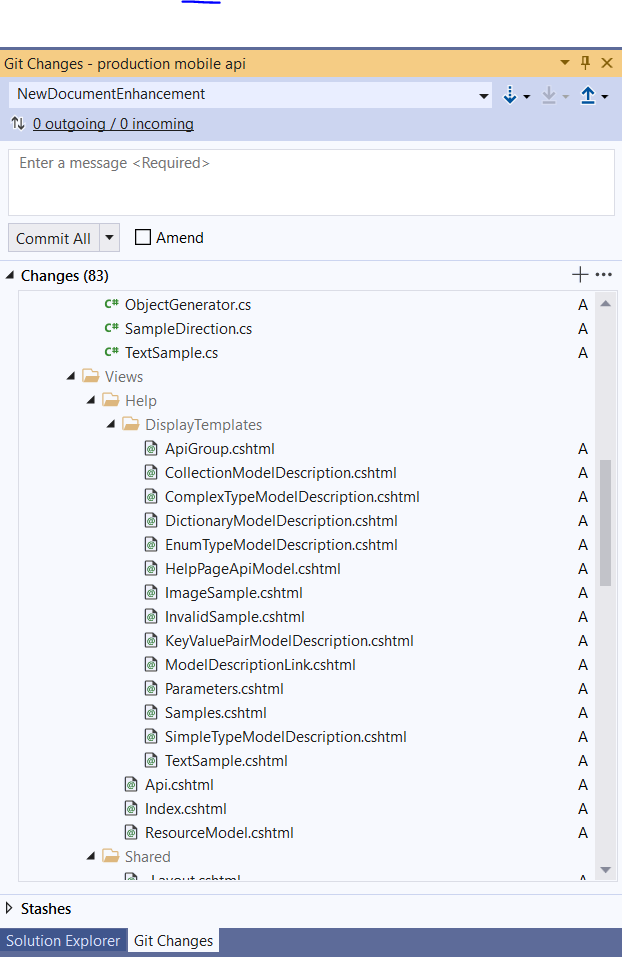 Git Changes - production mobile api
NewDocumentEnhancement
0 outgoing / 0 incoming
Enter a message <Required>
Commit All
Amend
Changes (83)
C# ObjectGenerator.cs A
C# SampleDirection.cs A
C# TextSample.cs A
Views
Help
DisplayTemplates
ApiGroup.cshtml A
CollectionModelDescription.cshtml A
ComplexTypeModelDescription.cshtml A
DictionaryModelDescription.cshtml A
EnumTypeModelDescription.cshtml A
HelpPageApiModel.cshtml A
ImageSample.cshtml A
InvalidSample.cshtml A
KeyValuePairModelDescription.cshtml A
ModelDescriptionLink.cshtml A
Parameters.cshtml A
Samples.cshtml A
SimpleTypeModelDescription.cshtml A
TextSample.cshtml A
Api.cshtml A
Index.cshtml A
ResourceModel.cshtml A
Shared
_Layout.cshtml A
Stashes
Solution Explorer Git Changes